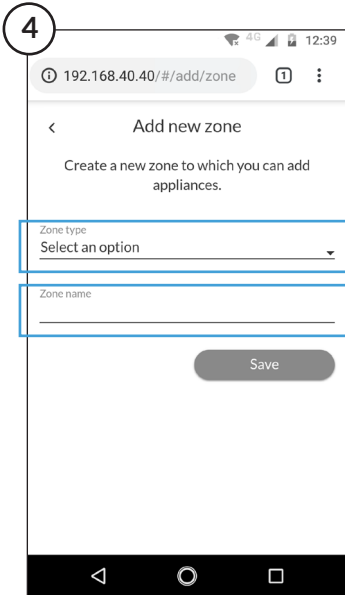 4
4G 12:39
192.168.40.40/#/add/zone 1
Add new zone
Create a new zone to which you can add
appliances.
Zone type
Select an option
Zone name
Save